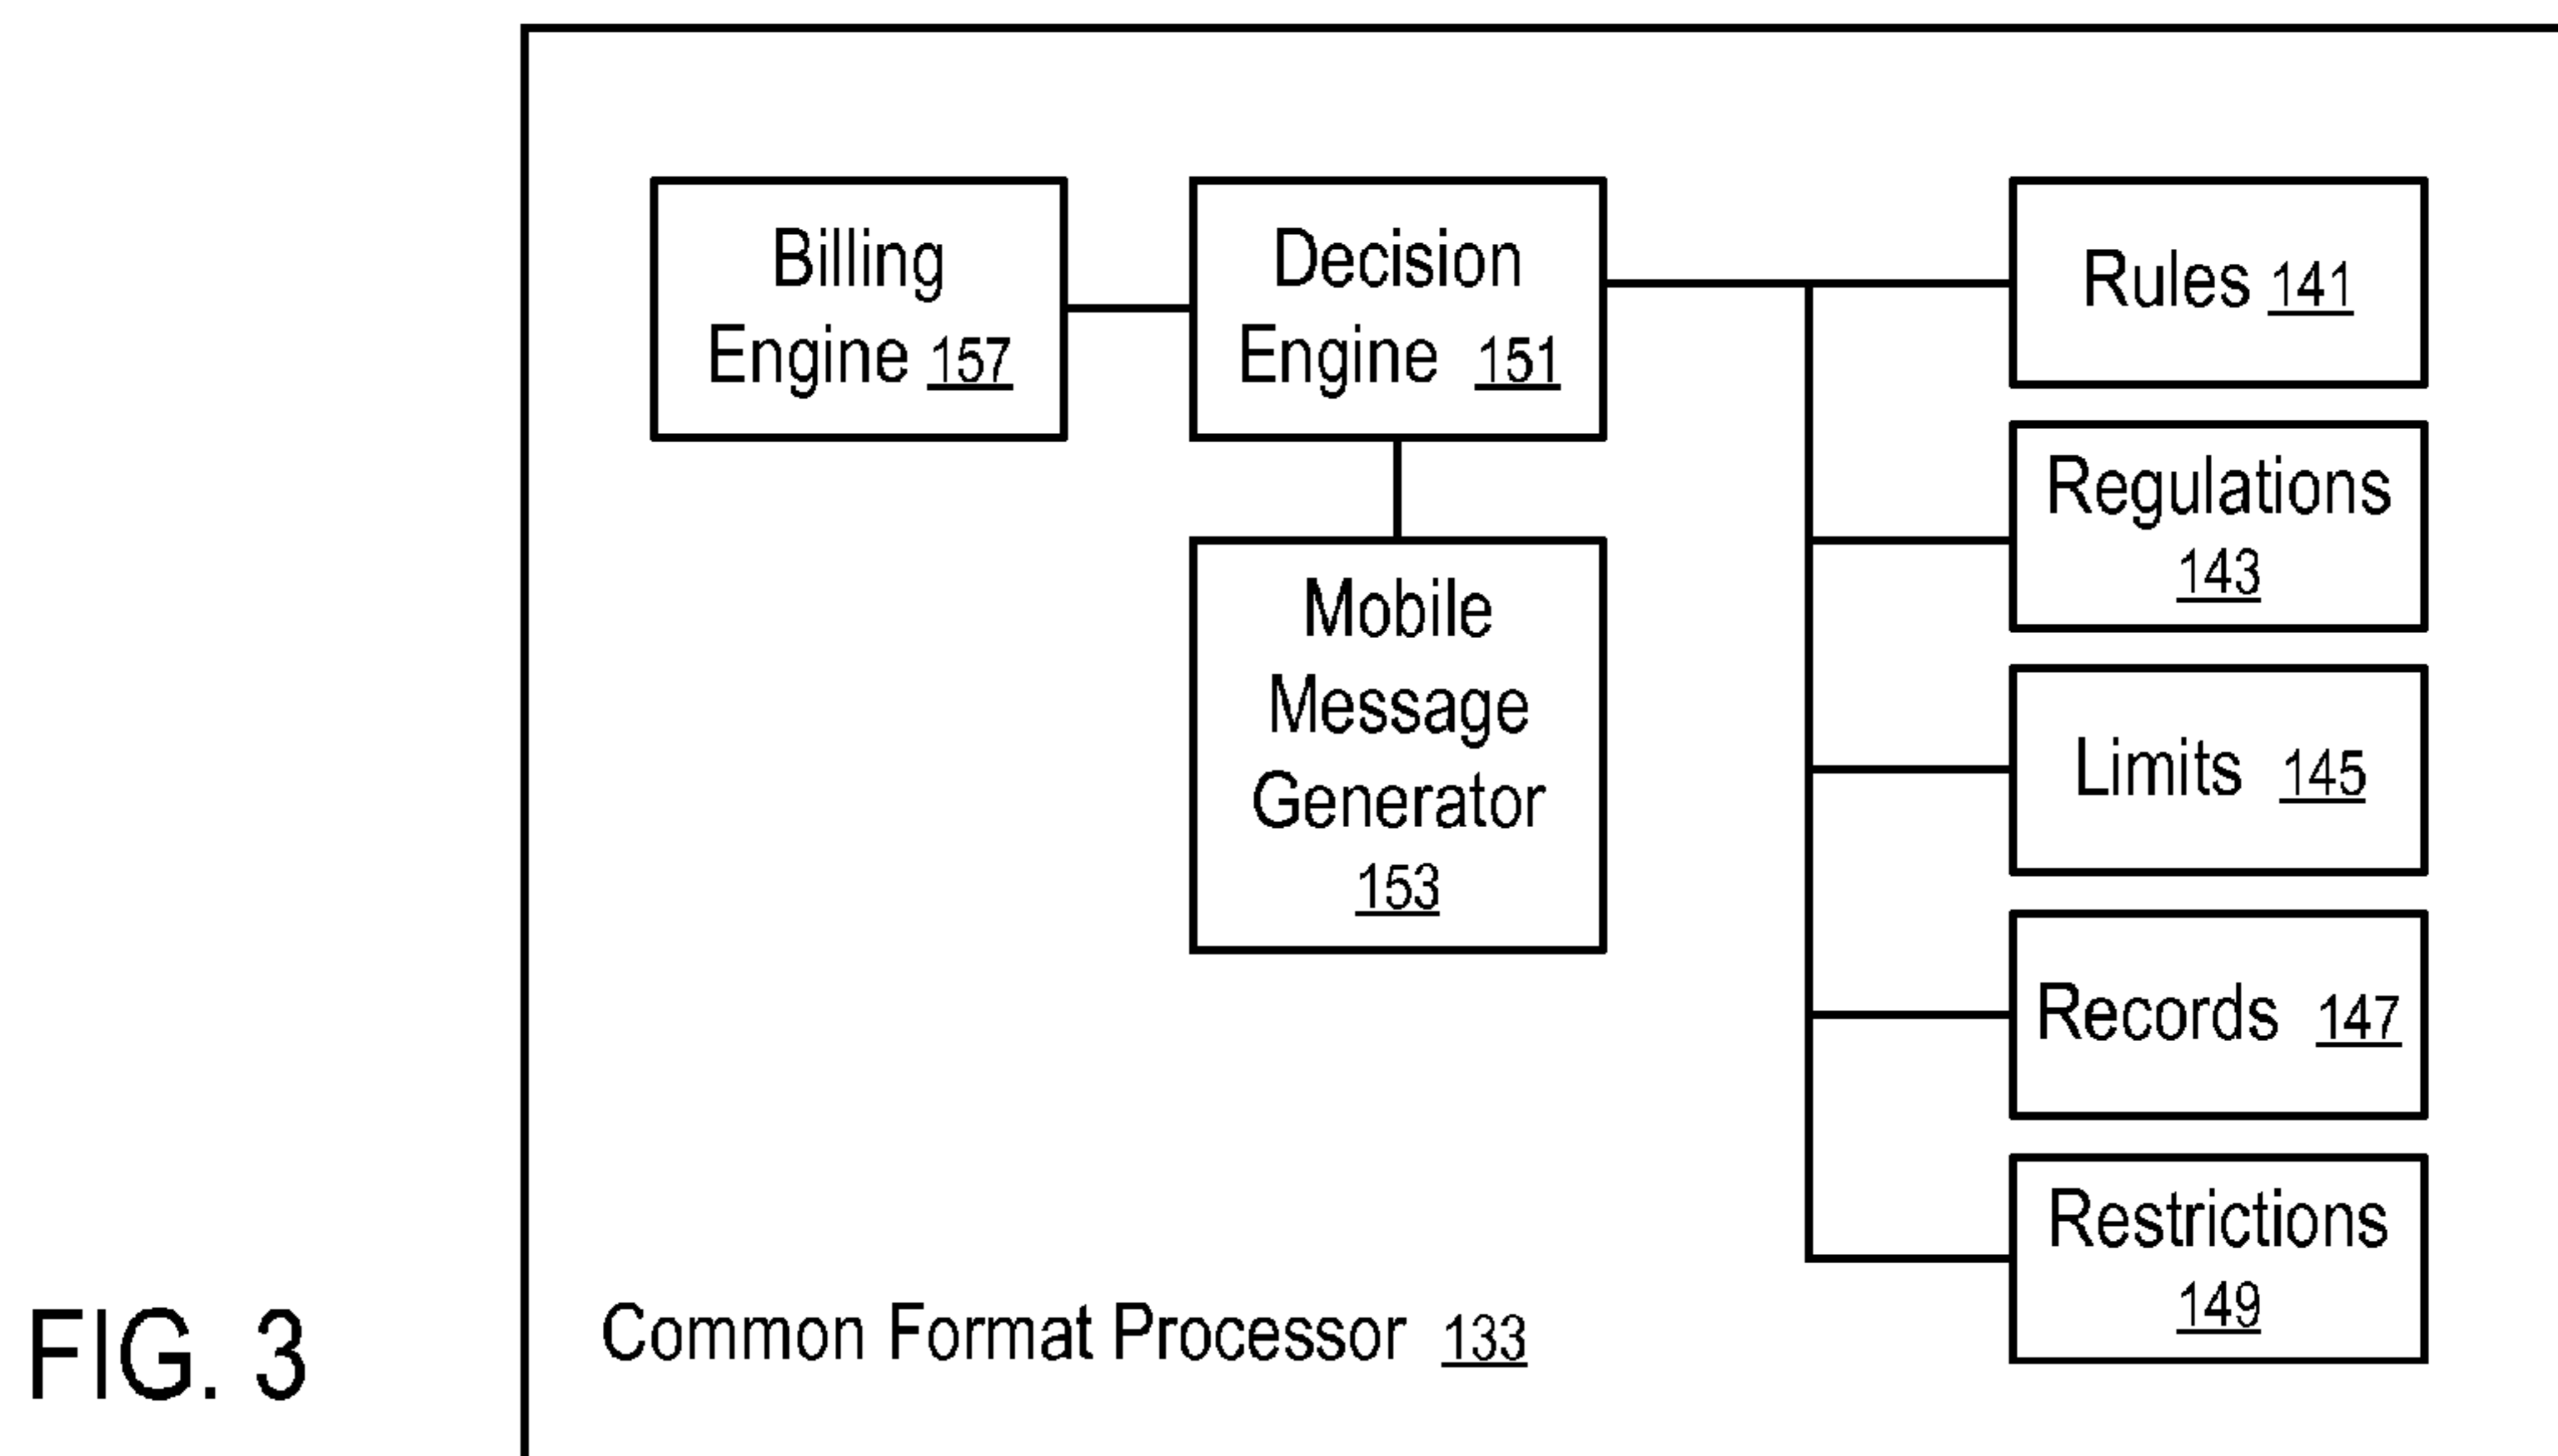 Billing
Engine 157
Decision
Engine 151
Mobile
Message
Generator
153
Rules 141
Regulations
143
Limits 145
Records 147
Restrictions
149
Common Format Processor 133
FIG. 3